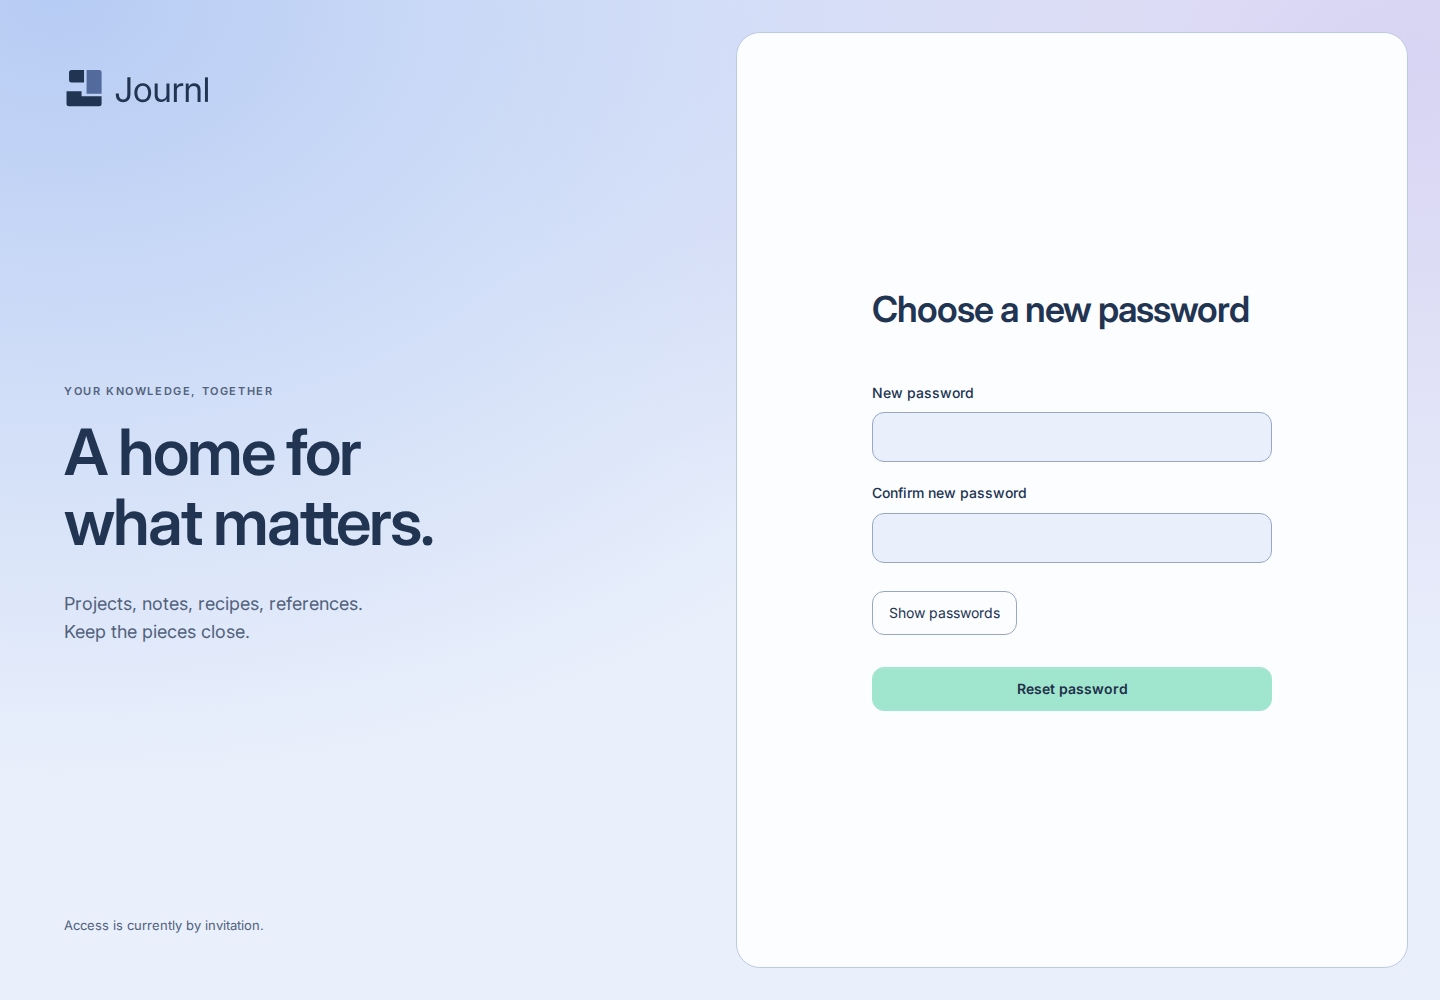 Journl
YOUR KNOWLEDGE, TOGETHER
A home for
what matters.
Projects, notes, recipes, references.
Keep the pieces close.
Access is currently by invitation.
Choose a new password
New password
Confirm new password
Show passwords
Reset password